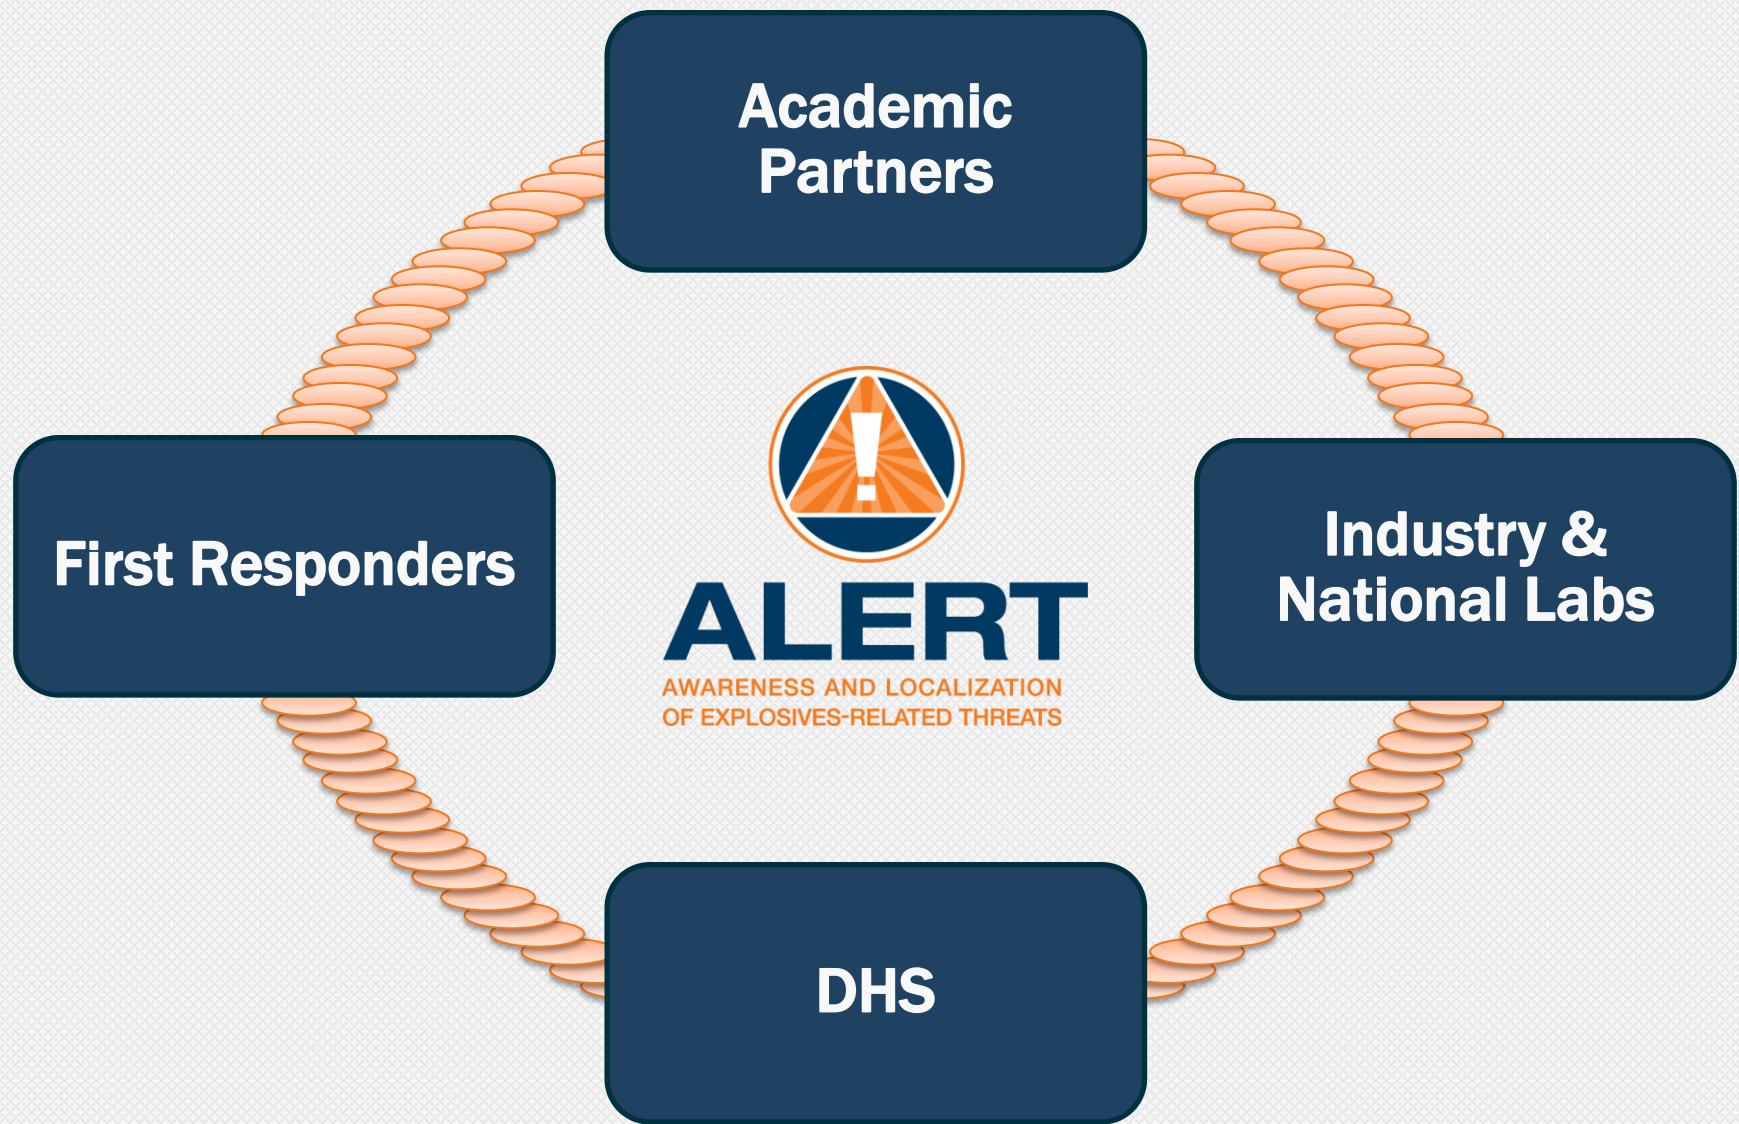 Academic
Partners
First Responders
!
ALERT
AWARENESS AND LOCALIZATION
OF EXPLOSIVES-RELATED THREATS
Industry &
National Labs
DHS